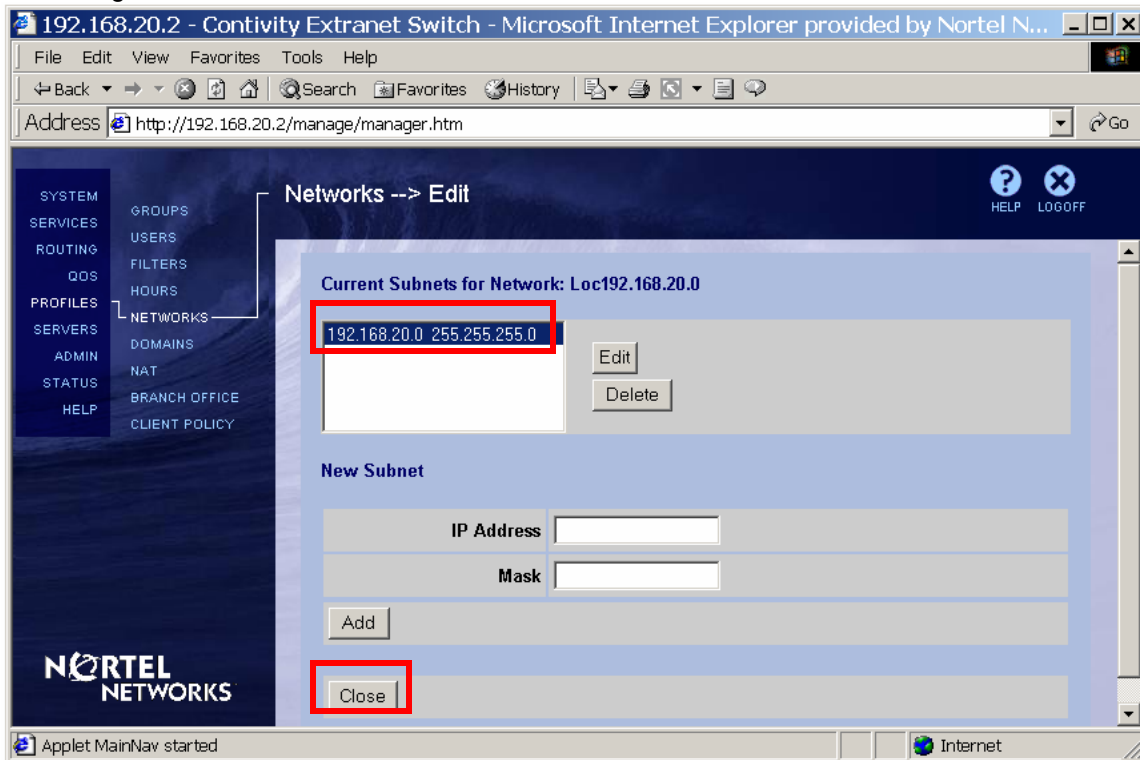 192.168.20.2 - Contivity Extranet Switch - Microsoft Internet Explorer provided by Nortel N...
File Edit View Favorites Tools Help
Back Search Favorites History
Address http://192.168.20.2/manage/manager.htm Go
Networks --> Edit
HELP LOGOFF
SYSTEM
SERVICES
ROUTING
QOS
PROFILES
SERVERS
ADMIN
STATUS
HELP
GROUPS
USERS
FILTERS
HOURS
NETWORKS
DOMAINS
NAT
BRANCH OFFICE
CLIENT POLICY
Current Subnets for Network: Loc192.168.20.0
192.168.20.0 255.255.255.0
Edit
Delete
New Subnet
IP Address
Mask
Add
Close
NORTEL
NETWORKS
Applet MainNav started Internet